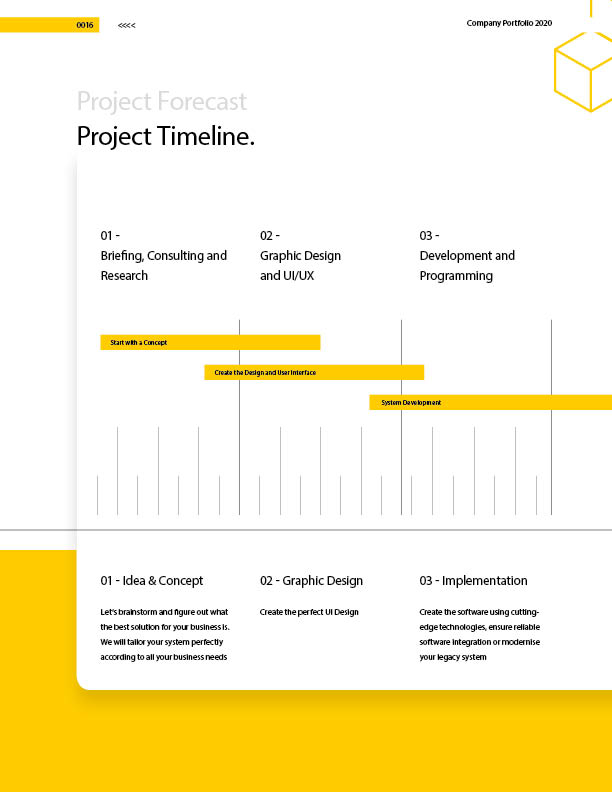 0016
<<<<
Company Portfolio 2020
Project Forecast
Project Timeline.
01 -
Briefing, Consulting and
Research
02 -
Graphic Design
and UI/UX
03 -
Development and
Programming
Start with a Concept
Create the Design and User Interface
System Development
01 - Idea & Concept
Let's brainstorm and figure out what
the best solution for your business is.
We will tailor your system perfectly
according to all your business needs
02 - Graphic Design
Create the perfect UI Design
03 - Implementation
Create the software using cutting-
edge technologies, ensure reliable
software integration or modernise
your legacy system